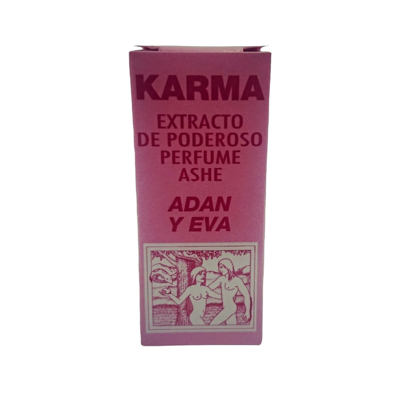 KARMA
EXTRACTO
DE PODEROSO
PERFUME
ASHE
ADAN
Y EVA